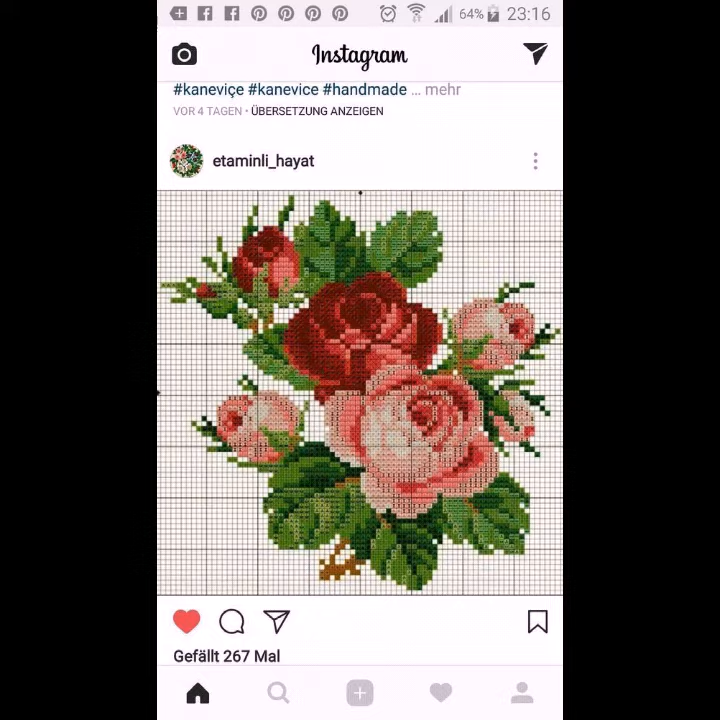 64% 23:16
Instagram
#kaneviçe #kanevice #handmade ... mehr
VOR 4 TAGEN • ÜBERSETZUNG ANZEIGEN
etaminli_hayat
Gefällt 267 Mal